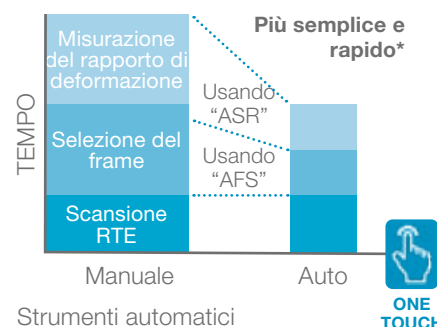 Più semplice e
rapido*
Misurazione
del rapporto di
deformazione
Usando
"ASR"
TEMPO
Selezione del
frame
Usando
"AFS"
Scansione
RTE
Manuale
Auto
ONE
TOUCH
Strumenti automatici